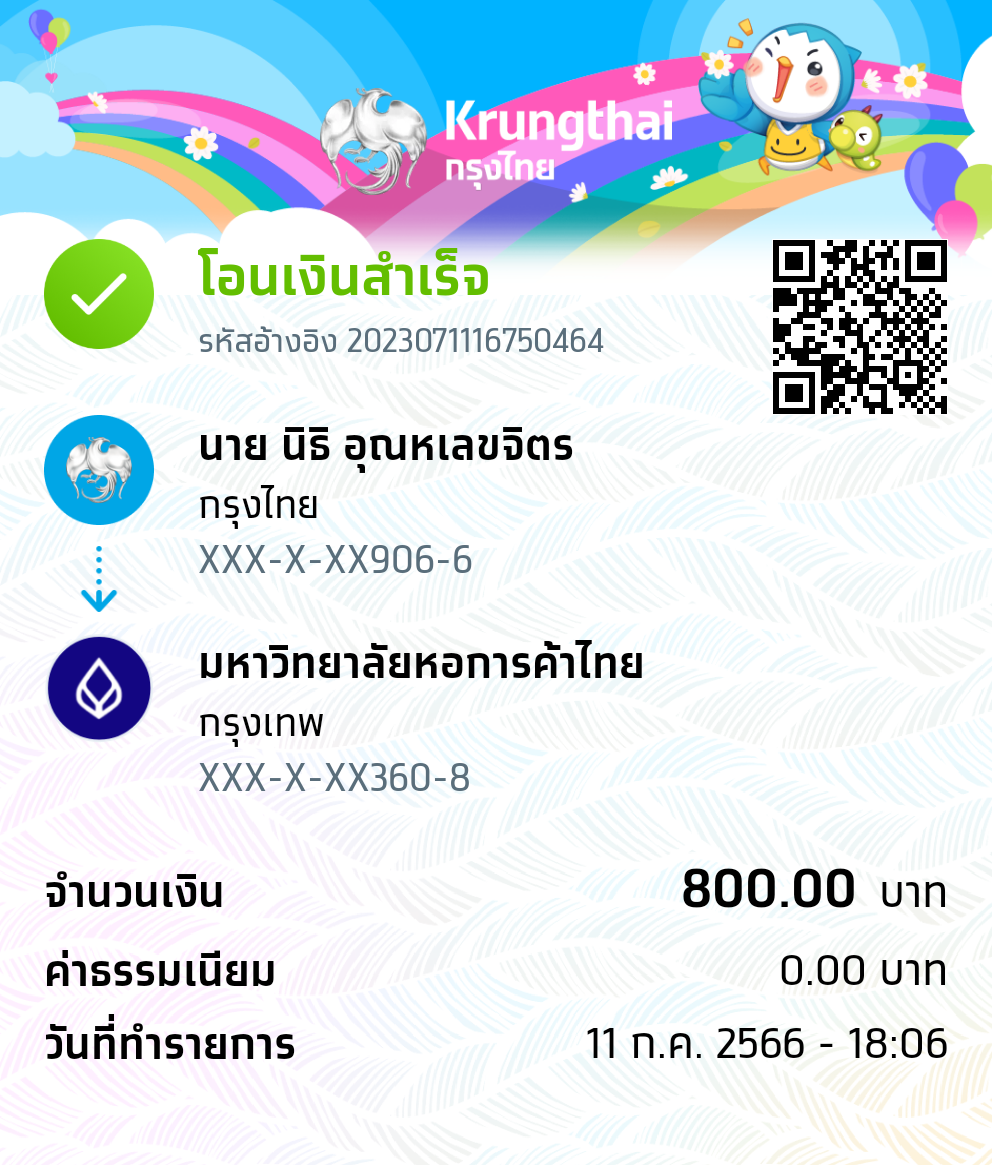 Krungthai
กรุงไทย
โอนเงินสำเร็จ
รหัสอ้างอิง 2023071116750464
นาย นิธิ อุณหเลขจิตร
กรุงไทย
XXX-X-XX906-6
มหาวิทยาลัยหอการค้าไทย
กรุงเทพ
XXX-X-XX360-8
จำนวนเงิน 800.00 บาท
ค่าธรรมเนียม 0.00 บาท
วันที่ทำรายการ 11 ก.ค. 2566 - 18:06